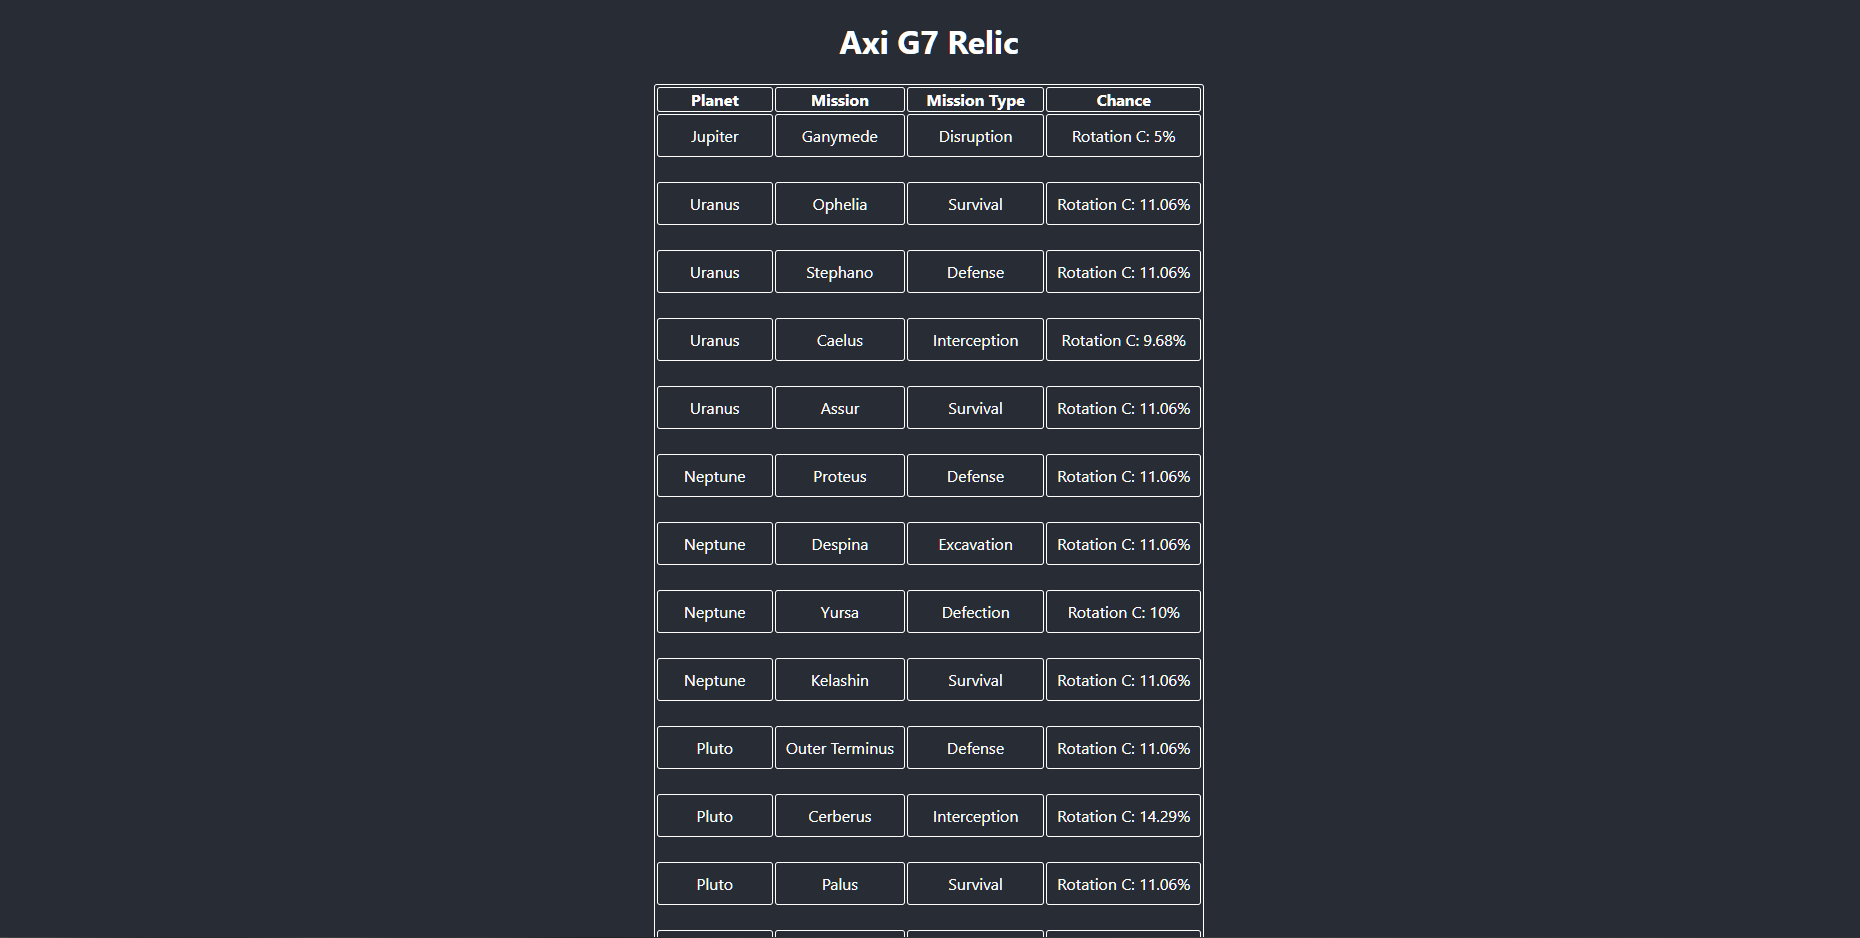 Axi G7 Relic
Planet Mission Mission Type Chance
Jupiter Ganymede Disruption Rotation C: 5%
Uranus Ophelia Survival Rotation C: 11.06%
Uranus Stephano Defense Rotation C: 11.06%
Uranus Caelus Interception Rotation C: 9.68%
Uranus Assur Survival Rotation C: 11.06%
Neptune Proteus Defense Rotation C: 11.06%
Neptune Despina Excavation Rotation C: 11.06%
Neptune Yursa Defection Rotation C: 10%
Neptune Kelashin Survival Rotation C: 11.06%
Pluto Outer Terminus Defense Rotation C: 11.06%
Pluto Cerberus Interception Rotation C: 14.29%
Pluto Palus Survival Rotation C: 11.06%